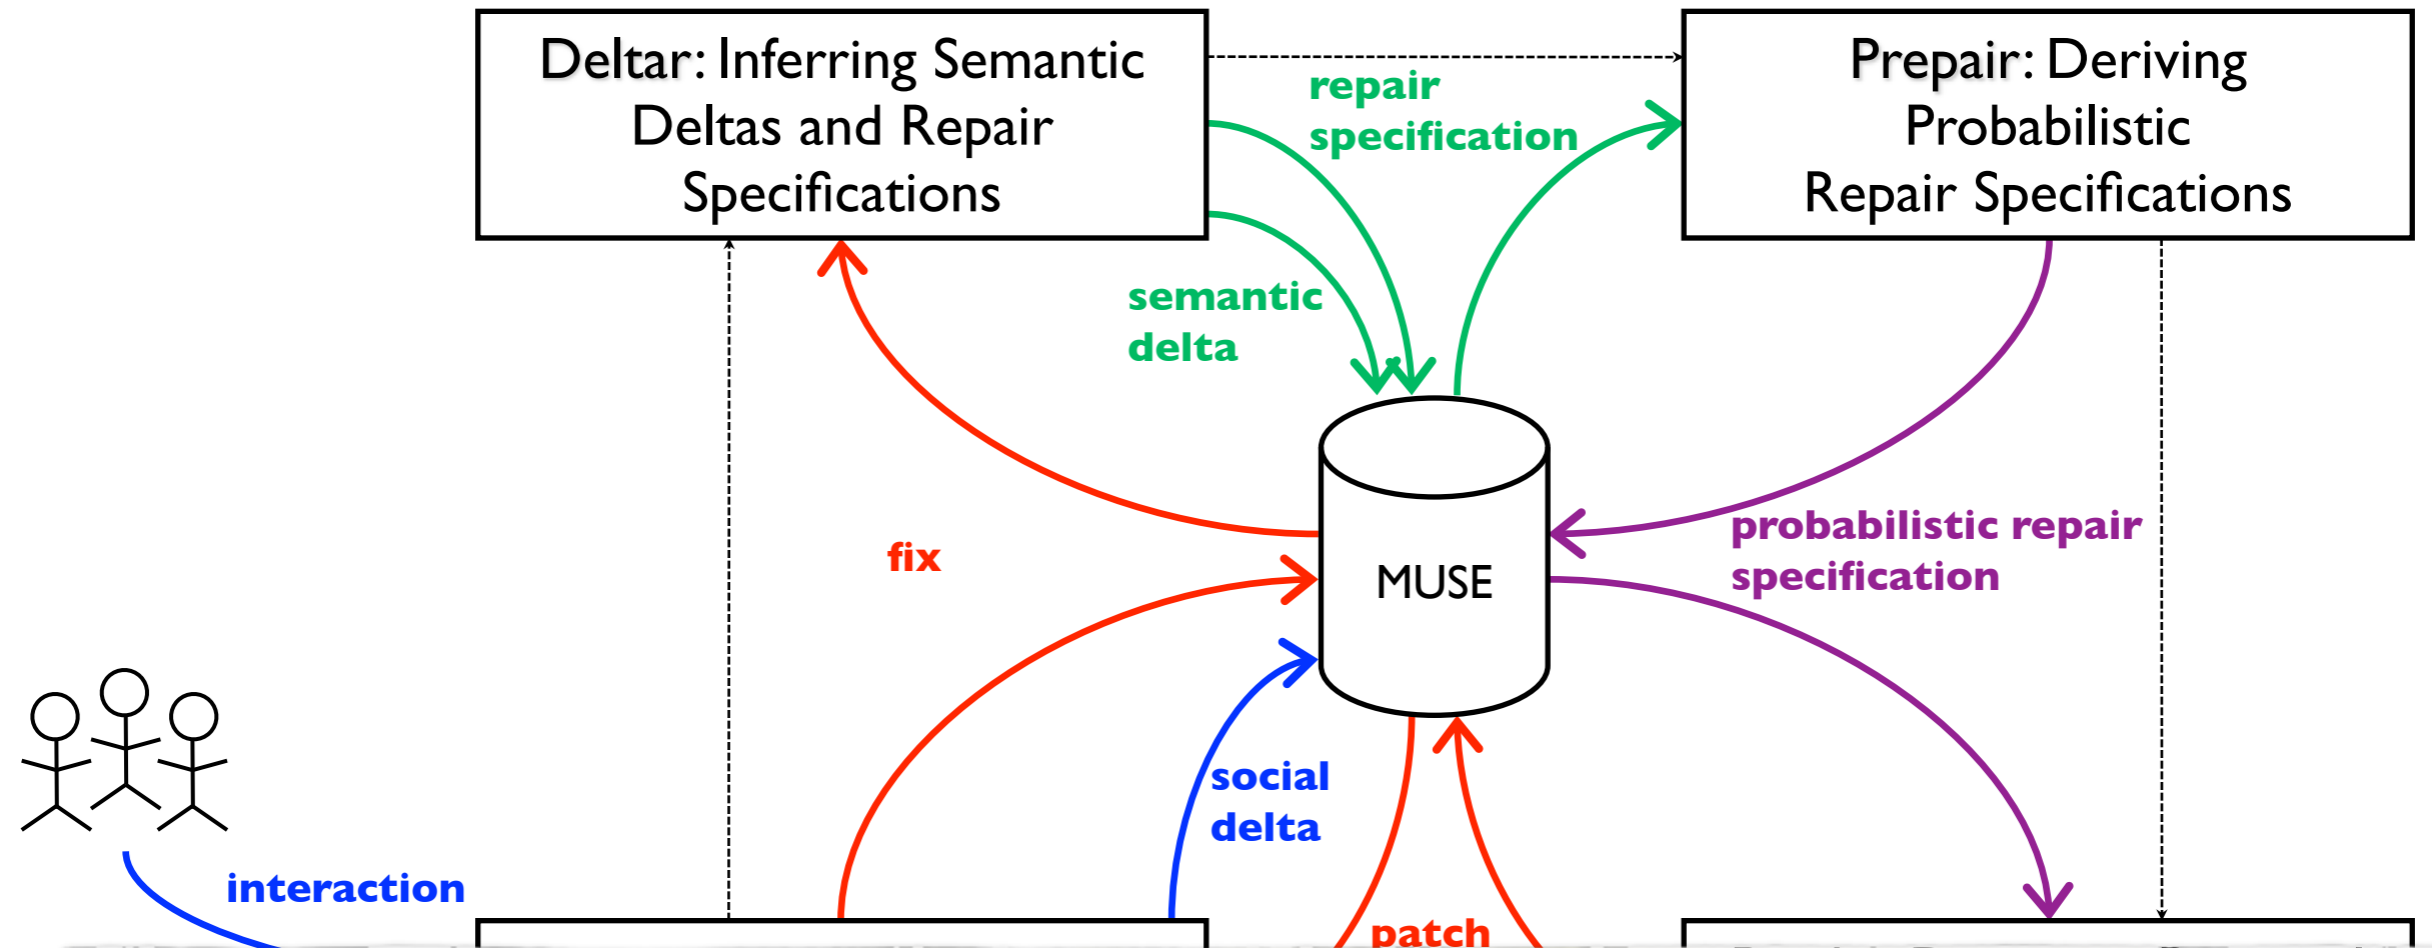 Deltar: Inferring Semantic
Deltas and Repair
Specifications
Prepair: Deriving
Probabilistic
Repair Specifications
repair
specification
semantic
delta
fix
MUSE
probabilistic repair
specification
social
delta
interaction
patch